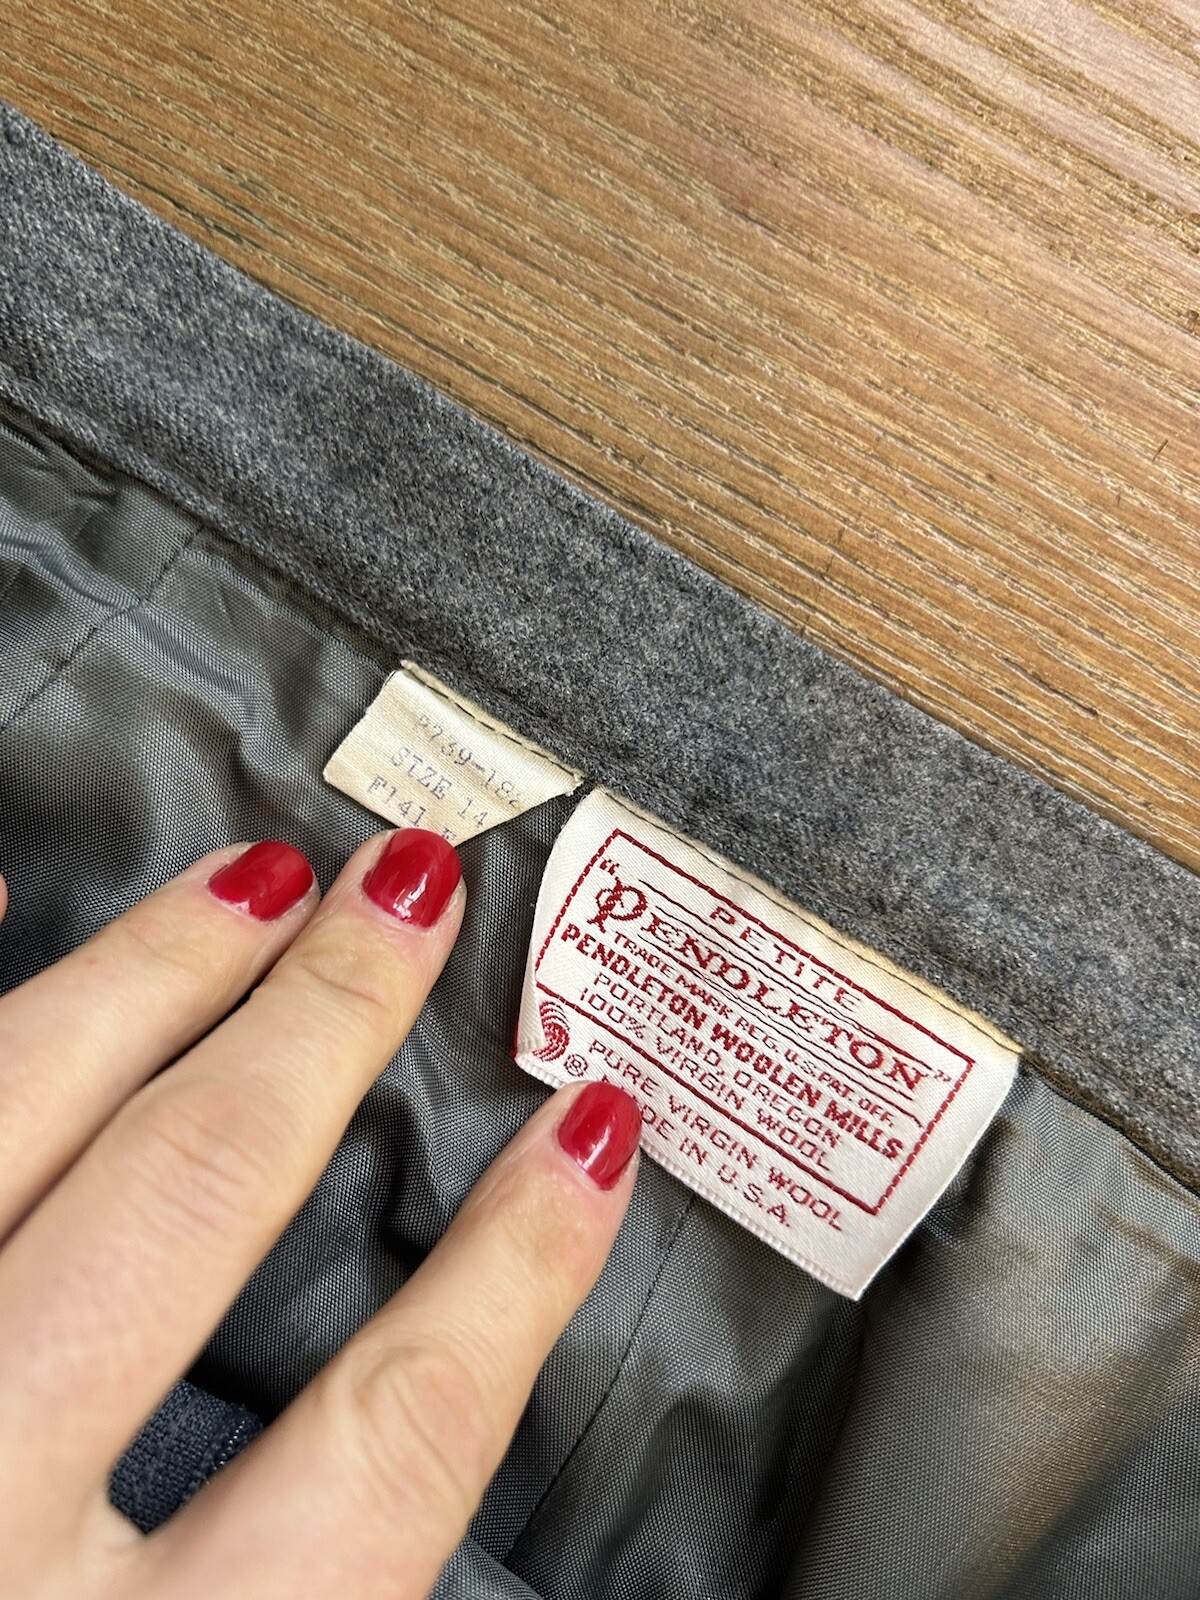 SIZE 14
F141
PETITE
"PENDLETON"
TRADE MARK REG. U.S. PAT. OFF.
PENDLETON WOOLEN MILLS
PORTLAND, OREGON
100% VIRGIN WOOL
PURE VIRGIN WOOL
® MADE IN U.S.A.